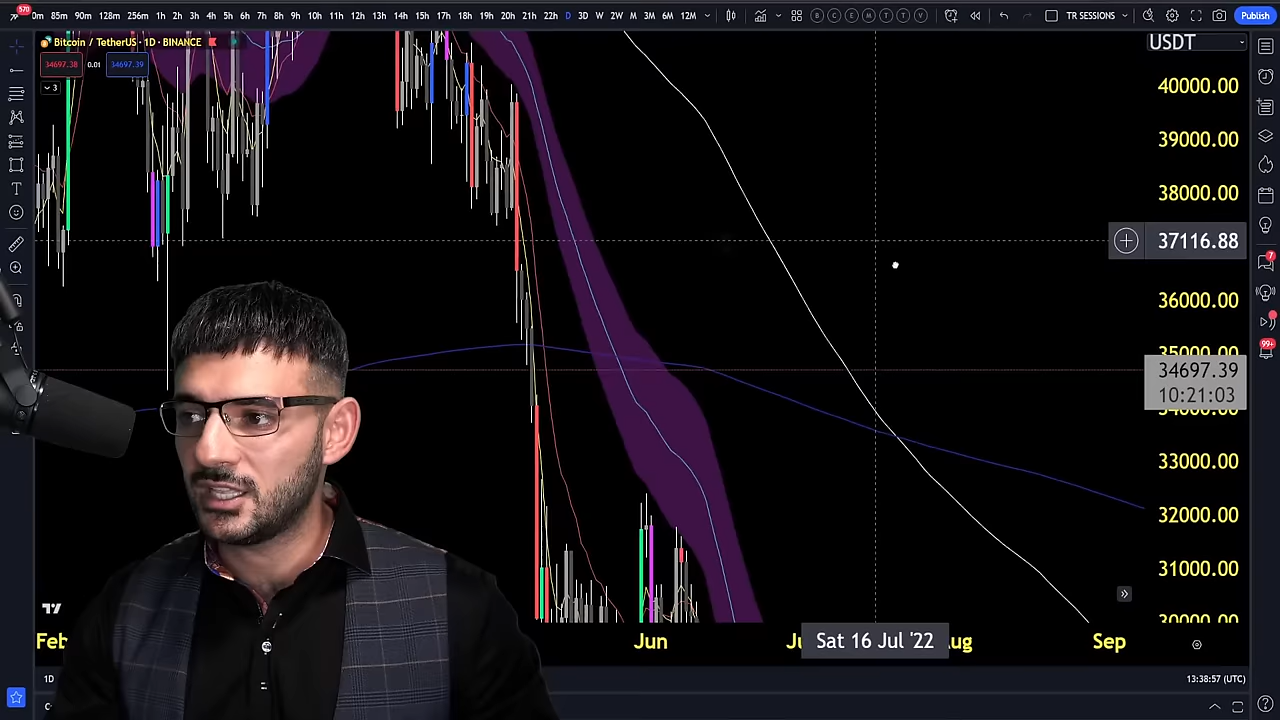 570
0m 85m 90m 128m 256m 1h 2h 3h 4h 5h 6h 7h 8h 9h 10h 11h 12h 13h 14h 15h 16h 17h 18h 19h 20h 21h 22h D 3D W 2W M 3M 6M 12M B C E M T T V TR SESSIONS Publish
Bitcoin / TetherUS · 1D · BINANCE
USDT
34697.38 0.01 34697.39
3
40000.00
39000.00
38000.00
37116.88
36000.00
35000.00
34697.39
10:21:03
34000.00
33000.00
32000.00
31000.00
30000.00
7
99+
Feb Jun Sat 16 Jul '22 Aug Sep
1D
13:38:57 (UTC)